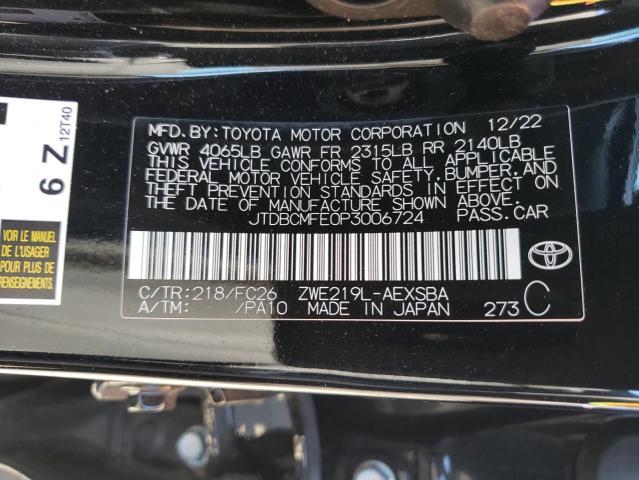 MFD. BY: TOYOTA MOTOR CORPORATION 12/22
GVWR 4065LB GAWR FR 2315LB RR 2140LB
THIS VEHICLE CONFORMS TO ALL APPLICABLE
FEDERAL MOTOR VEHICLE SAFETY, BUMPER, AND
THEFT PREVENTION STANDARDS IN EFFECT ON
THE DATE OF MANUFACTURE SHOWN ABOVE.
JTDBCMFE0P3006724 PASS. CAR
C/TR: 218/FC26 ZWE219L-AEXSBA
A/TM: /PA10 MADE IN JAPAN 273 C
6 Z 12T40
VOIR LE MANUEL
DE L'USAGER
POUR PLUS DE
RENSEIGNEMENTS